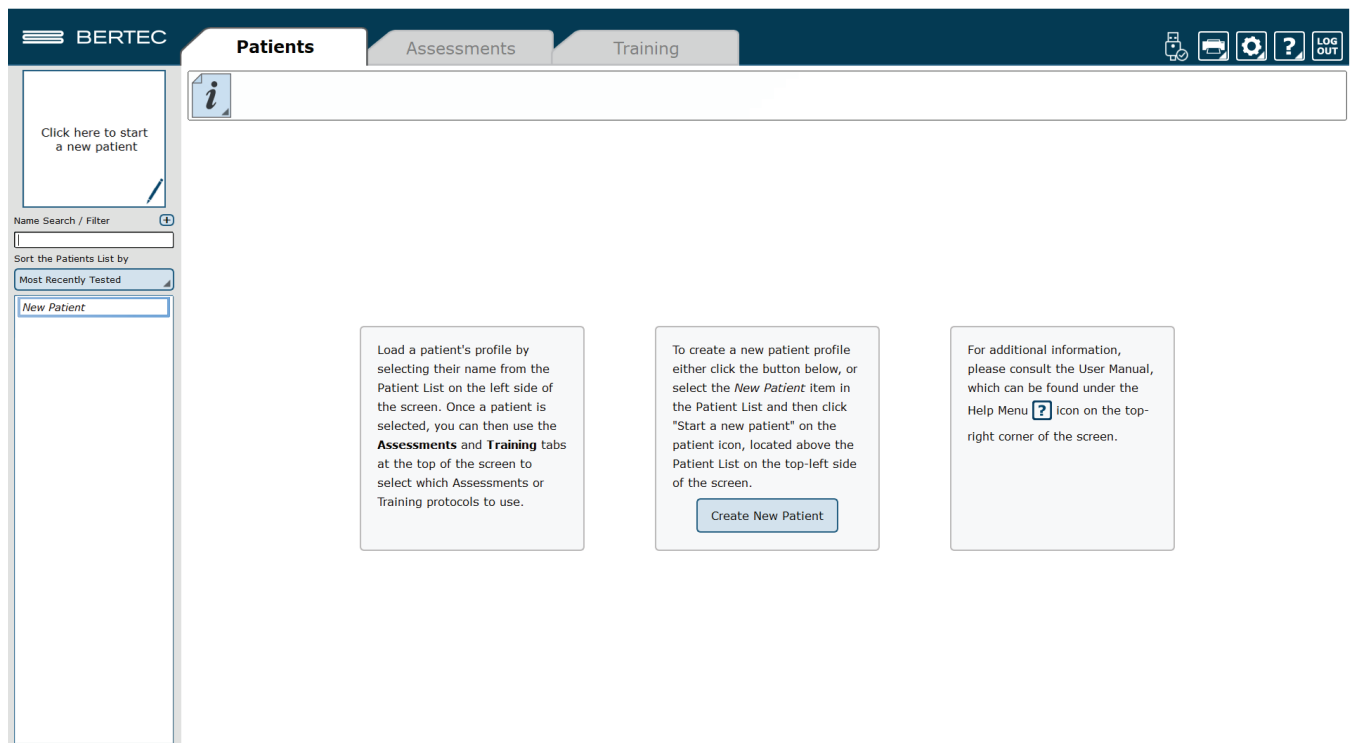 BERTEC
Patients
Assessments
Training
?
LOG
OUT
Click here to start
a new patient
i
Name Search / Filter
Sort the Patients List by
Most Recently Tested
New Patient
Load a patient's profile by
selecting their name from the
Patient List on the left side of
the screen. Once a patient is
selected, you can then use the
Assessments and Training tabs
at the top of the screen to
select which Assessments or
Training protocols to use.
To create a new patient profile
either click the button below, or
select the New Patient item in
the Patient List and then click
"Start a new patient" on the
patient icon, located above the
Patient List on the top-left side
of the screen.
Create New Patient
For additional information,
please consult the User Manual,
which can be found under the
Help Menu ? icon on the top-
right corner of the screen.